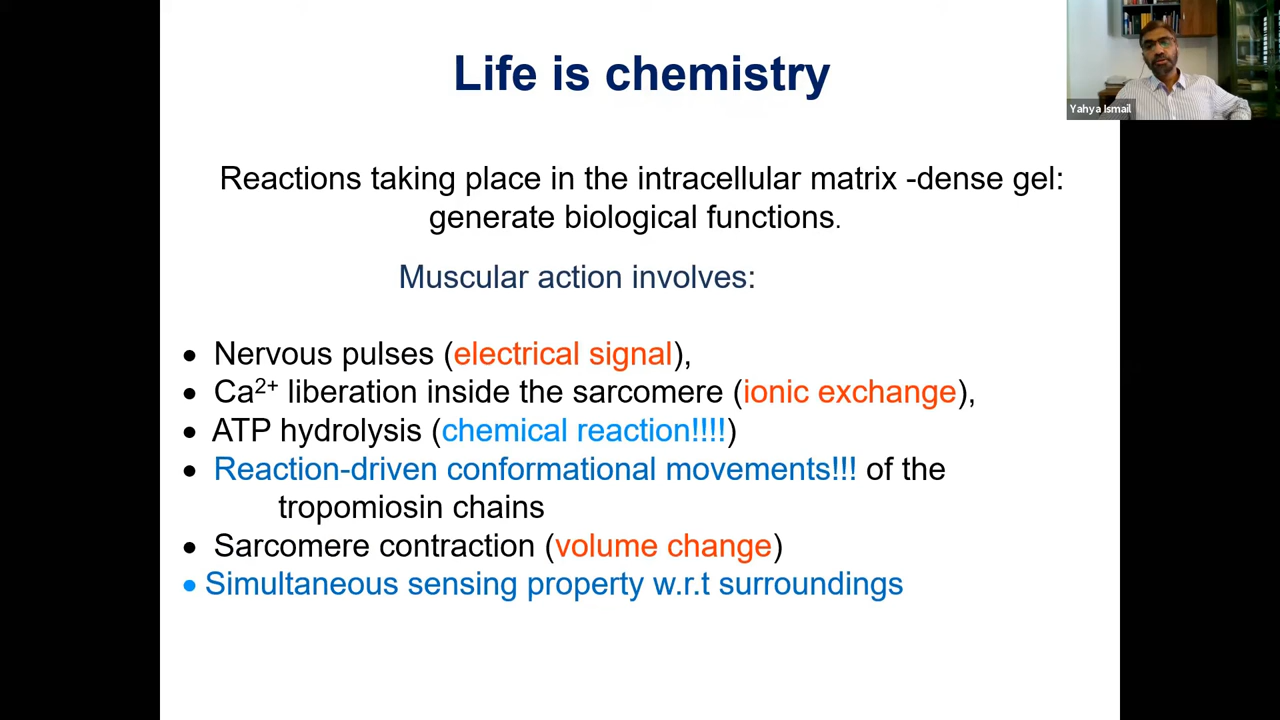 Life is chemistry
Yahya Ismail
Reactions taking place in the intracellular matrix -dense gel:
generate biological functions.
Muscular action involves:
• Nervous pulses (electrical signal),
• Ca²⁺ liberation inside the sarcomere (ionic exchange),
• ATP hydrolysis (chemical reaction!!!!)
• Reaction-driven conformational movements!!! of the
tropomiosin chains
• Sarcomere contraction (volume change)
• Simultaneous sensing property w.r.t surroundings